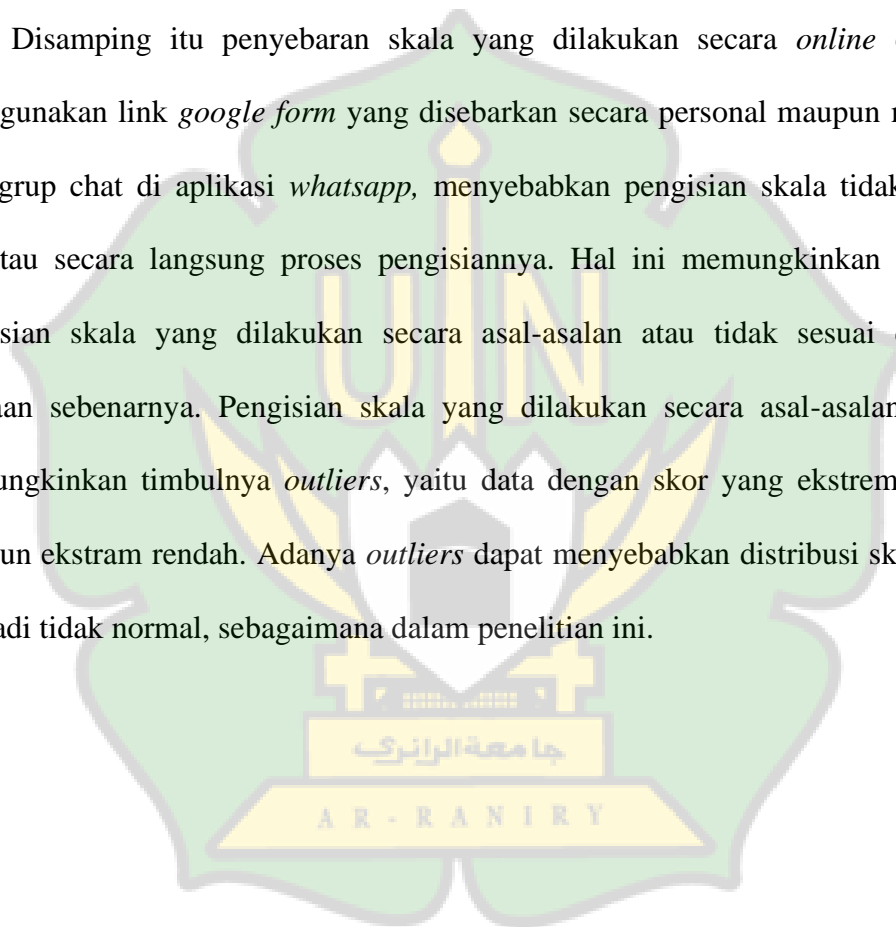 Disamping itu penyebaran skala yang dilakukan secara online
gunakan link google form yang disebarkan secara personal maupun
grup chat di aplikasi whatsapp, menyebabkan pengisian skala tidak
tau secara langsung proses pengisiannya. Hal ini memungkinkan
sian skala yang dilakukan secara asal-asalan atau tidak sesuai
an sebenarnya. Pengisian skala yang dilakukan secara asal-asalan
ungkinkan timbulnya outliers, yaitu data dengan skor yang ekstrem
un ekstram rendah. Adanya outliers dapat menyebabkan distribusi sk
adi tidak normal, sebagaimana dalam penelitian ini.
UIN
جامعة الرانري
AR-RANIRY